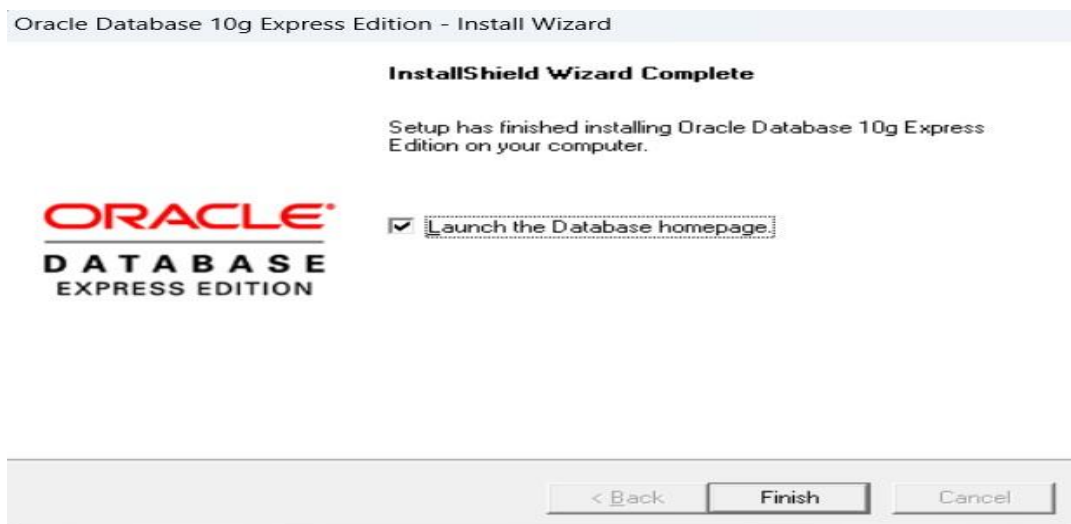 Oracle Database 10g Express Edition - Install Wizard
InstallShield Wizard Complete
Setup has finished installing Oracle Database 10g Express
Edition on your computer.
ORACLE
DATABASE
EXPRESS EDITION
Launch the Database homepage.
< Back Finish Cancel